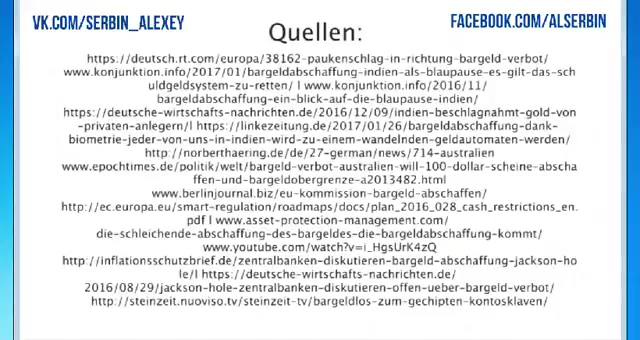 VK.COM/SERBIN_ALEXEY
FACEBOOK.COM/ALSERBIN
Quellen:
https://deutsch.rt.com/europa/38162-paukenschlag-in-richtung-bargeld-verbot/
www.konjunktion.info/2017/01/bargeldabschaffung-indien-als-blaupause-es-gilt-das-sch
uldgeldsystem-zu-retten/ I www.konjunktion.info/2016/11/
bargeldabschaffung-ein-blick-auf-die-blaupause-indien/
https://deutsche-wirtschafts-nachrichten.de/2016/12/09/indien-beschlagnahmt-gold-von
-privaten-anlegern/I https://linkezeitung.de/2017/01/26/bargeldabschaffung-dank-
biometrie-jeder-von-uns-in-indien-wird-zu-einem-wandelnden-geldautomaten-werden/
http://norberthaering.de/de/27-german/news/714-australien
www.epochtimes.de/politik/welt/bargeld-verbot-australien-will-100-dollar-scheine-abscha
ffen-und-bargeldobergrenze-a2013482.html
www.berlinjournal.biz/eu-kommission-bargeld-abschaffen/
http://ec.europa.eu/smart-regulation/roadmaps/docs/plan_2016_028_cash_restrictions_en.
pdf I www.asset-protection-management.com/
die-schleichende-abschaffung-des-bargeldes-die-bargeldabschaffung-kommt/
www.youtube.com/watch?v=i_HgsUrK4zQ
http://inflationsschutzbrief.de/zentralbanken-diskutieren-bargeld-abschaffung-jackson-ho
le/I https://deutsche-wirtschafts-nachrichten.de/
2016/08/29/jackson-hole-zentralbanken-diskutieren-offen-ueber-bargeld-verbot/
http://steinzeit.nuoviso.tv/steinzeit-tv/bargeldlos-zum-gechipten-kontosklaven/